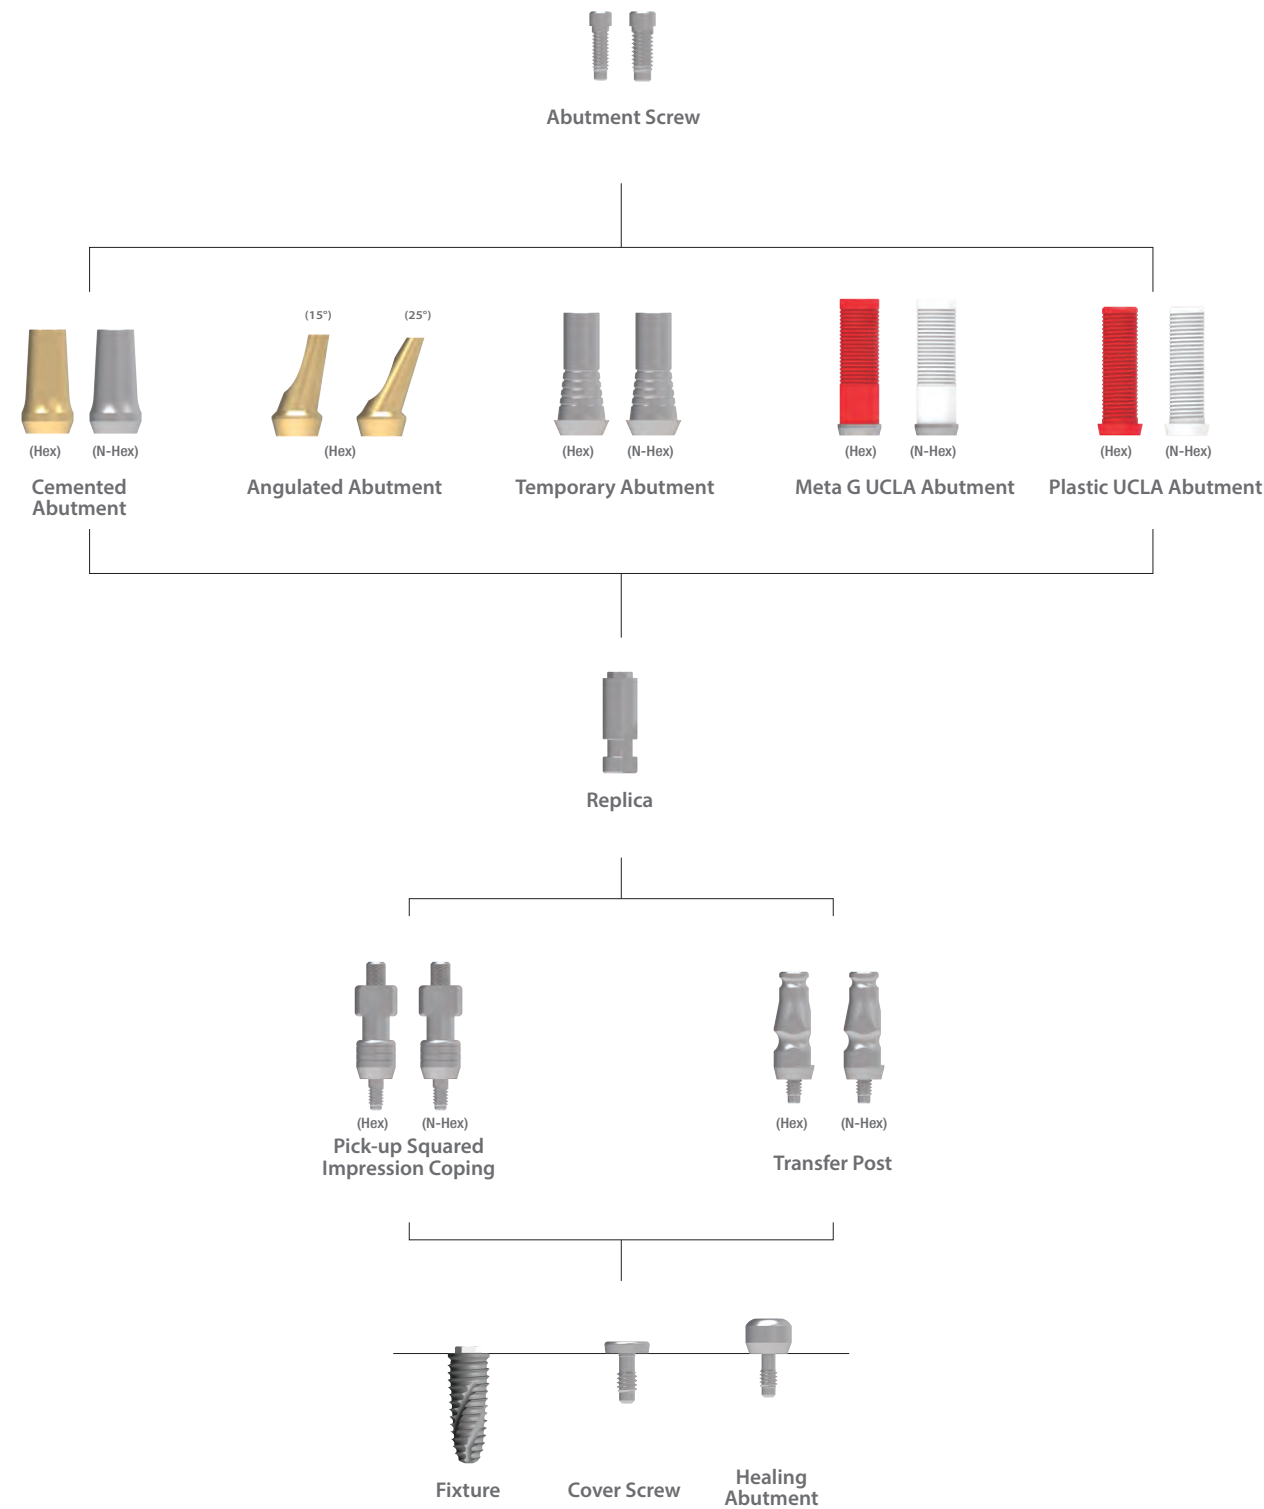 Abutment Screw
(15°) (25°)
(Hex) (N-Hex) (Hex) (Hex) (N-Hex) (Hex) (N-Hex) (Hex) (N-Hex)
Cemented
Abutment
Angulated Abutment
Temporary Abutment
Meta G UCLA Abutment
Plastic UCLA Abutment
Replica
(Hex) (N-Hex)
Pick-up Squared
Impression Coping
(Hex) (N-Hex)
Transfer Post
Fixture
Cover Screw
Healing
Abutment